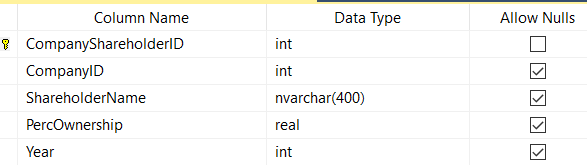 Column Name Data Type Allow Nulls
CompanyShareholderID int
CompanyID int
ShareholderName nvarchar(400)
PercOwnership real
Year int